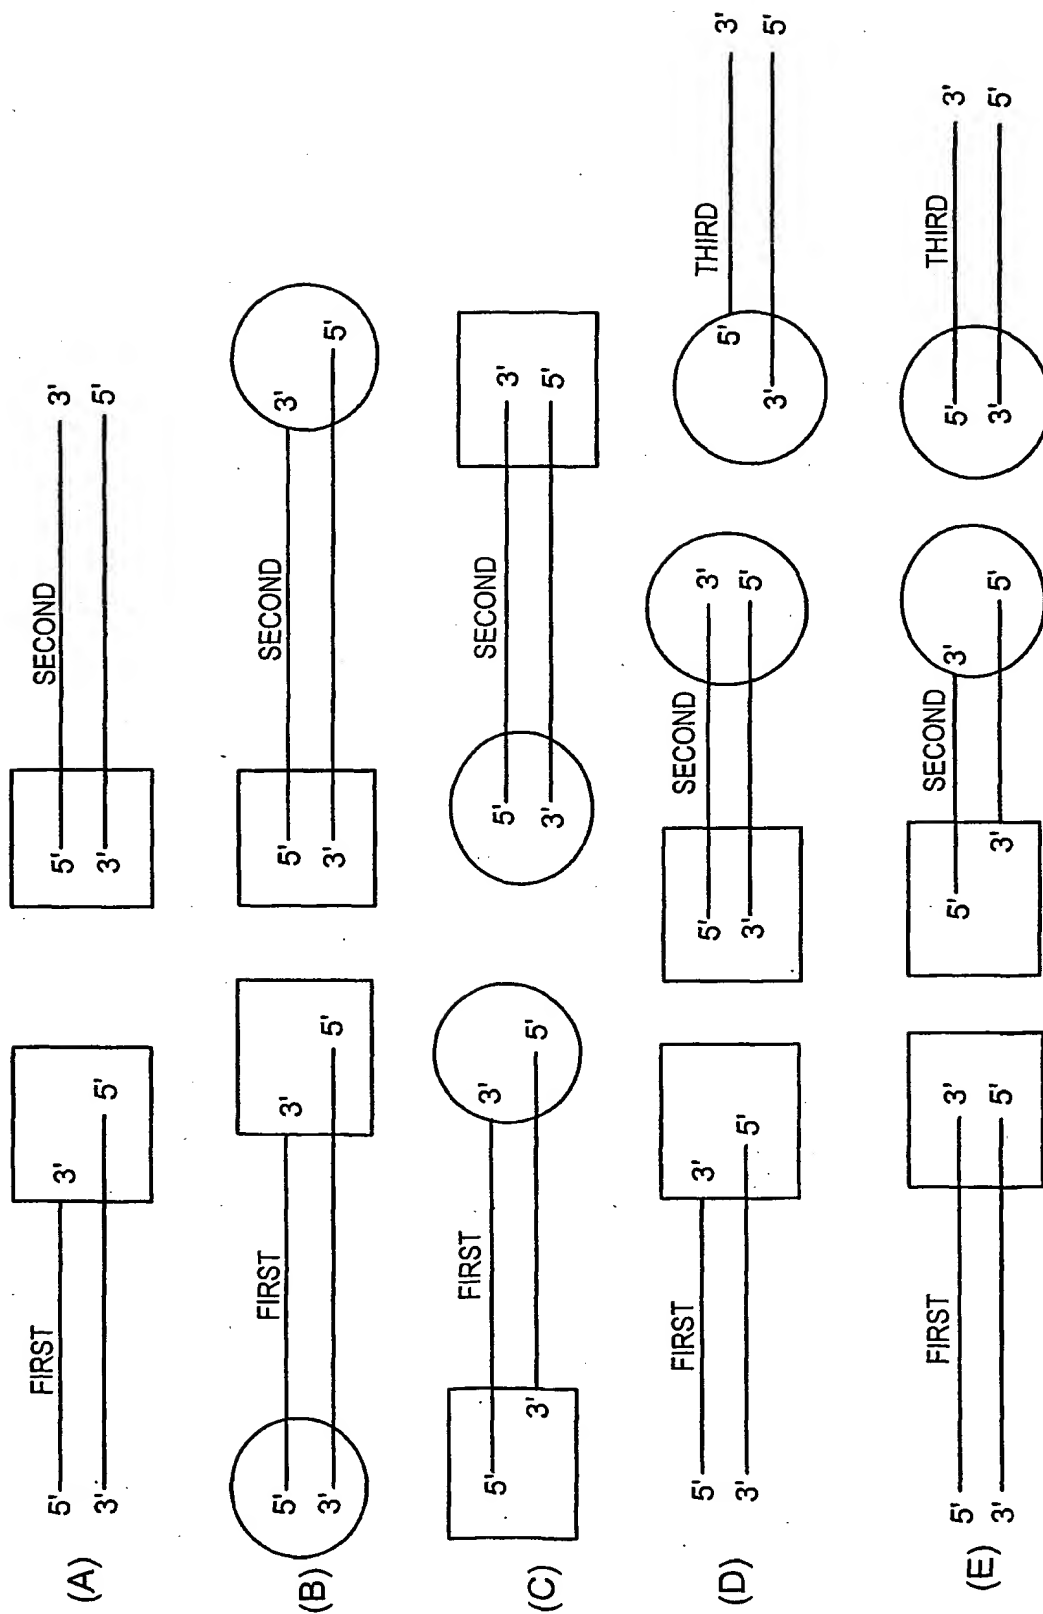 (A) FIRST SECOND
5' 3' 5' 3'
3' 5' 3' 5'
(B) FIRST SECOND
5' 3' 5' 3'
3' 5' 3' 5'
(C) FIRST SECOND
5' 3' 5' 3'
3' 5' 3' 5'
(D) FIRST SECOND THIRD
5' 3' 5' 3' 5' 3'
3' 5' 3' 5' 3' 5'
(E) FIRST SECOND THIRD
5' 3' 5' 3' 5' 3'
3' 5' 3' 5' 3' 5'